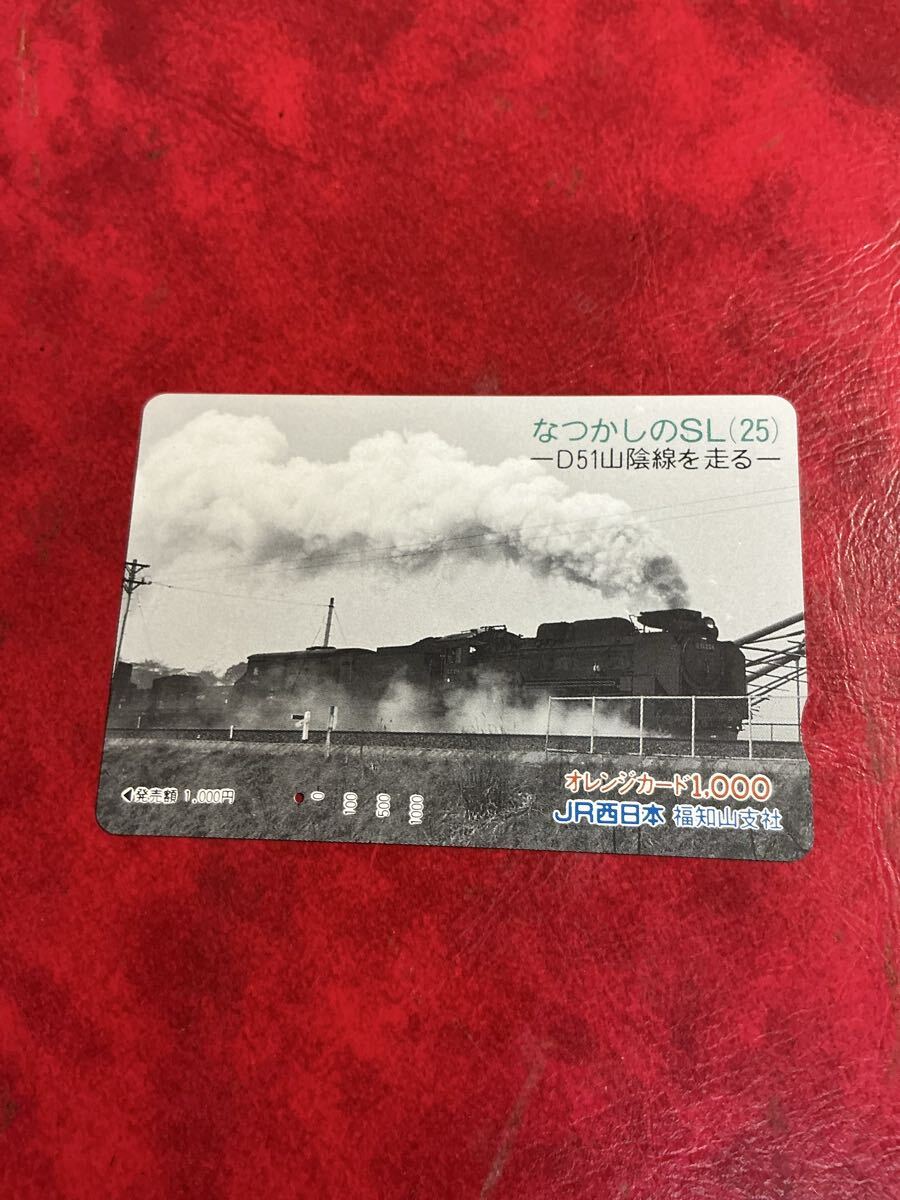 なつかしのSL(25)
−D51山陰線を走る−
オレンジカード1,000
JR西日本 福知山支社
発売額 1,000円
0
100
500
1000